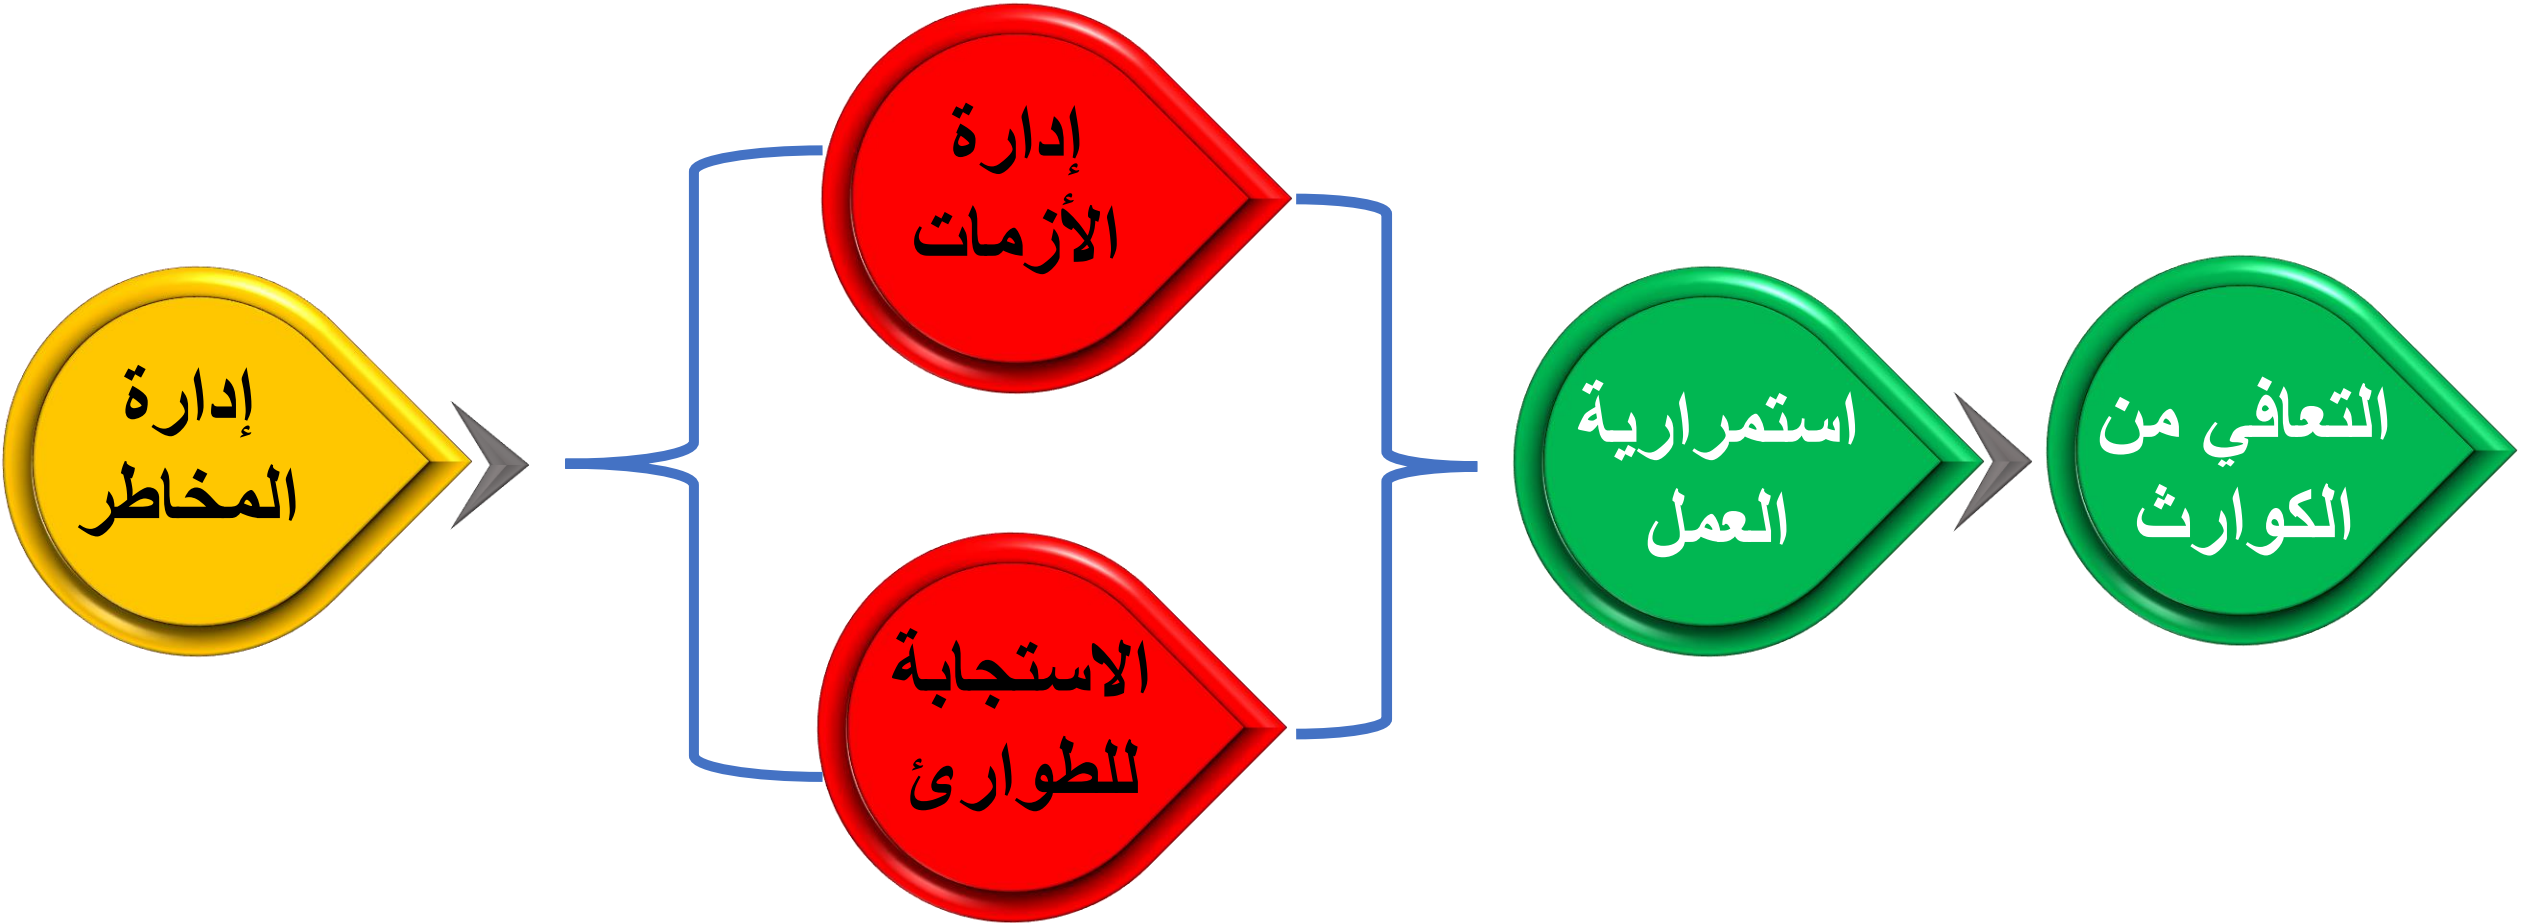 إدارة
المخاطر
إدارة
الأزمات
الاستجابة
للطوارئ
استمرارية
العمل
التعافي من
الكوارث